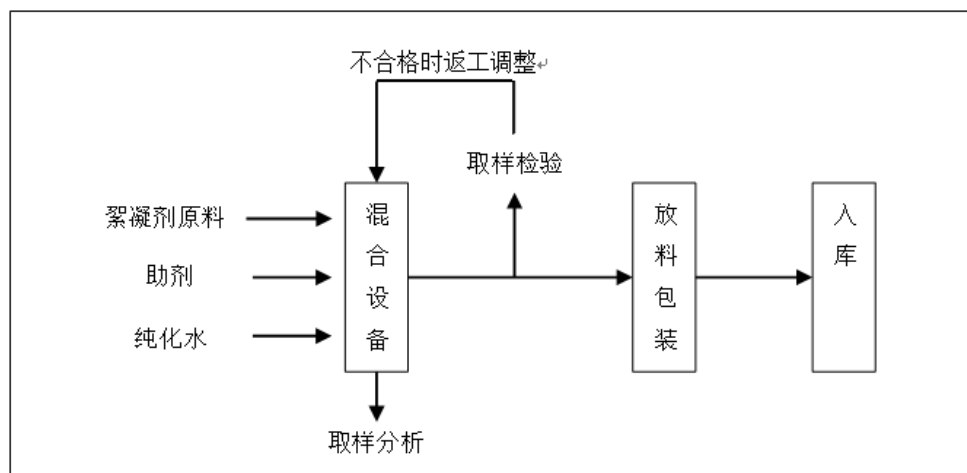 不合格时返工调整
取样检验
絮凝剂原料
助剂
纯化水
混合设备
放料包装
入库
取样分析